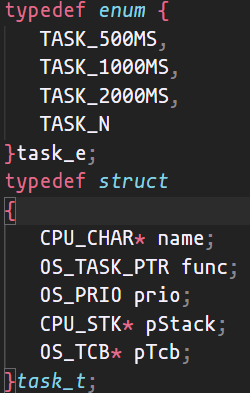 typedef enum {
    TASK_500MS,
    TASK_1000MS,
    TASK_2000MS,
    TASK_N
}task_e;
typedef struct
{
    CPU_CHAR* name;
    OS_TASK_PTR func;
    OS_PRIO prio;
    CPU_STK* pStack;
    OS_TCB* pTcb;
}task_t;